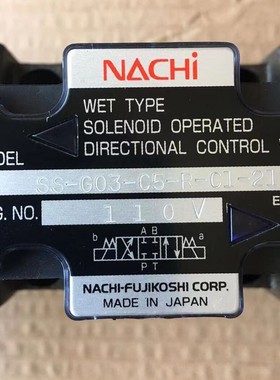 NACHi
WET TYPE
SOLENOID OPERATED
DIRECTIONAL CONTROL V
DEL
SS-G03-C5-R-C1-21
G.NO. 110V E
b A B a
P T
NACHI-FUJIKOSHI CORP.
MADE IN JAPAN